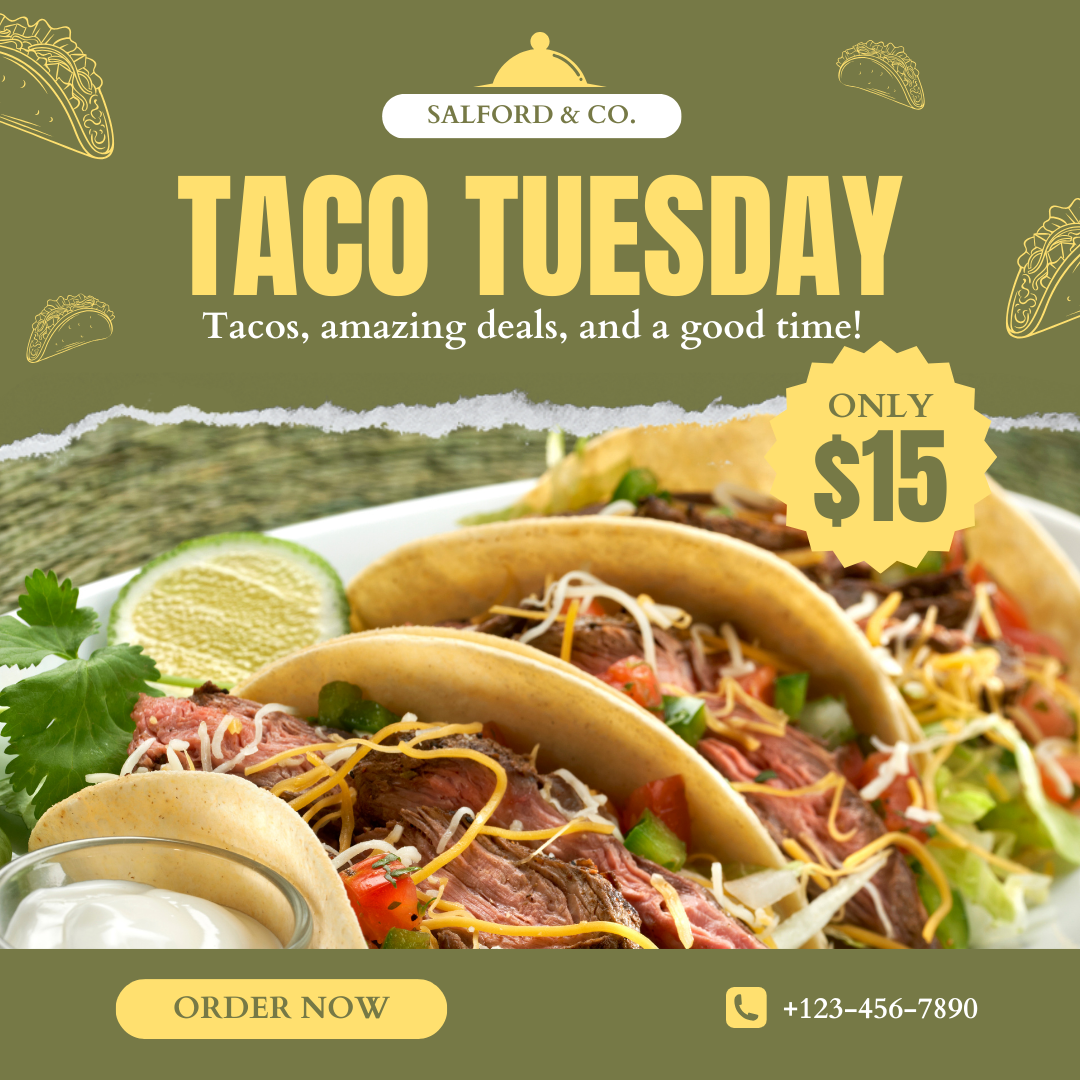 SALFORD & CO.
TACO TUESDAY
Tacos, amazing deals, and a good time!
ONLY
$15
ORDER NOW
+123-456-7890